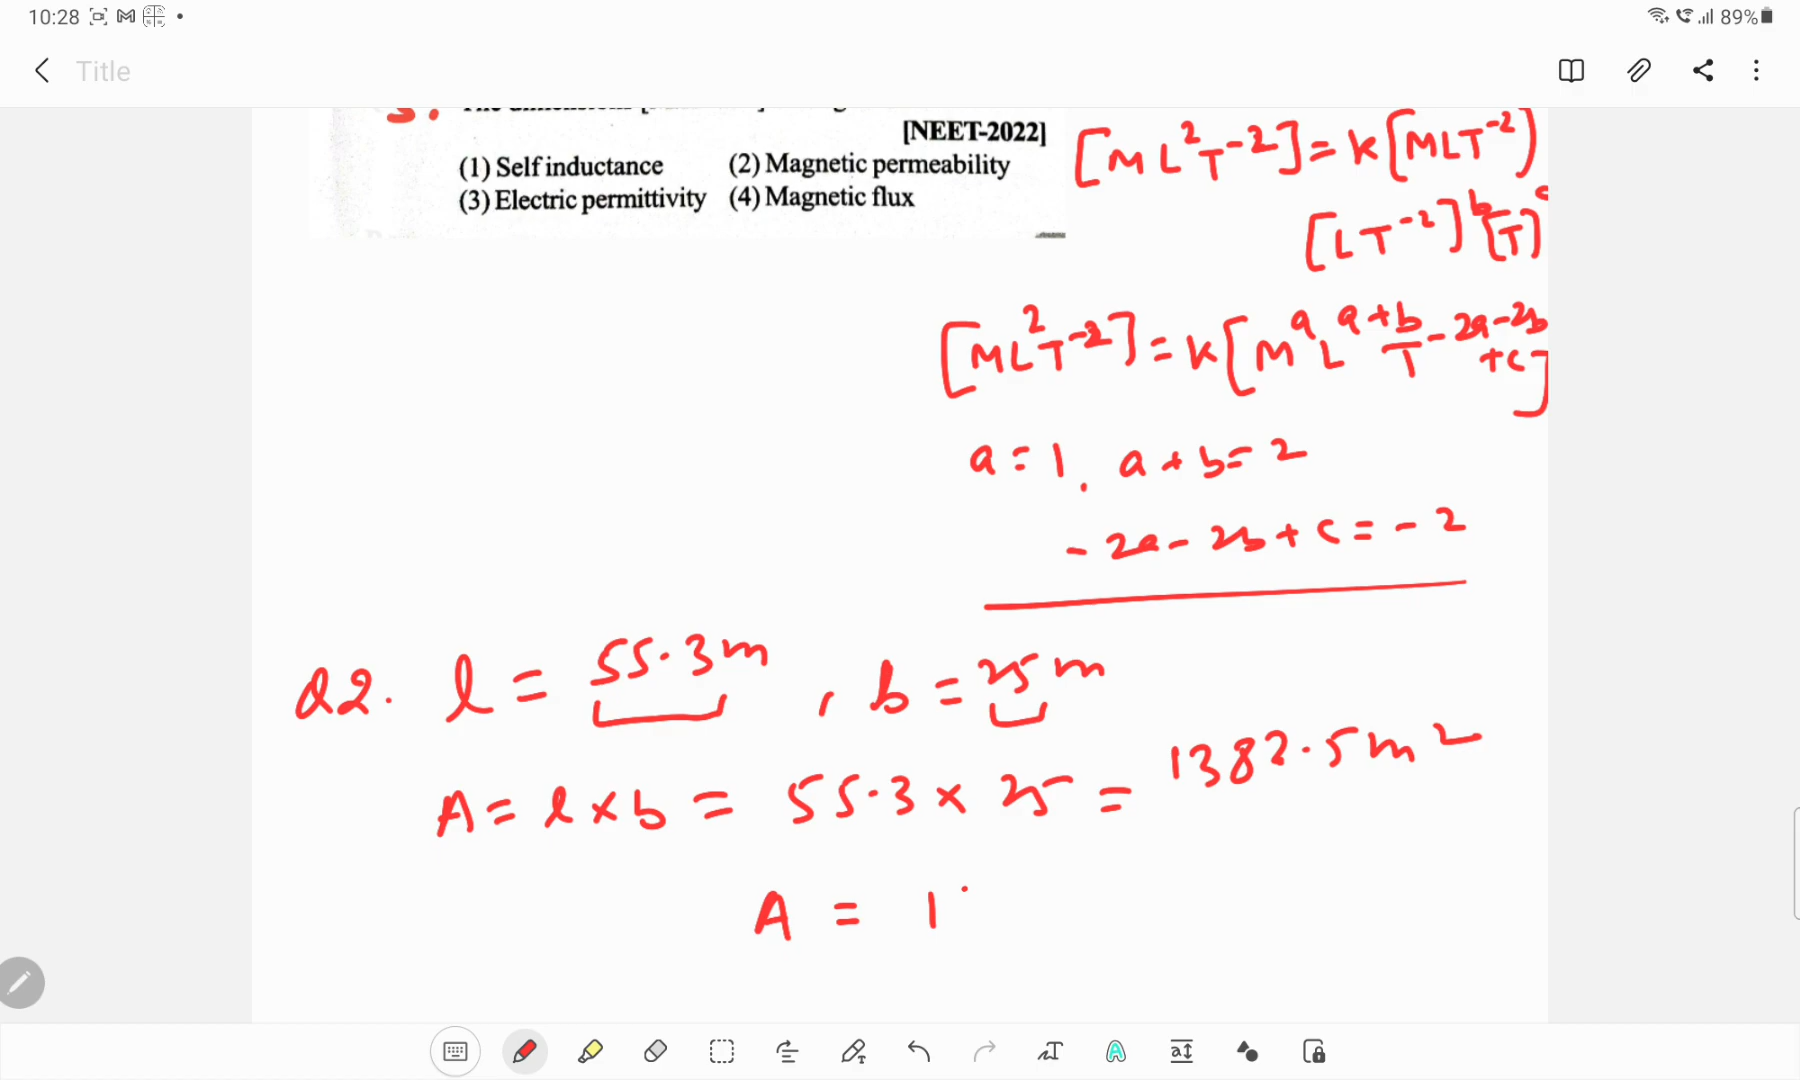 10:28 89%
Title
3.
[NEET-2022]
(1) Self inductance (2) Magnetic permeability
(3) Electric permittivity (4) Magnetic flux
[ML²T⁻²] = K[MLT⁻²)
[LT⁻²]ᵇ [T]ᶜ
[ML²T⁻²] = K[Mᵃ Lᵃ⁺ᵇ T⁻²ᵃ⁻²ᵇ⁺ᶜ]
a = 1, a + b = 2
- 2a - 2b + c = - 2
Q2. l = 55.3m , b = 25m
A = l x b = 55.3 x 25 = 1382.5m²
A = 1